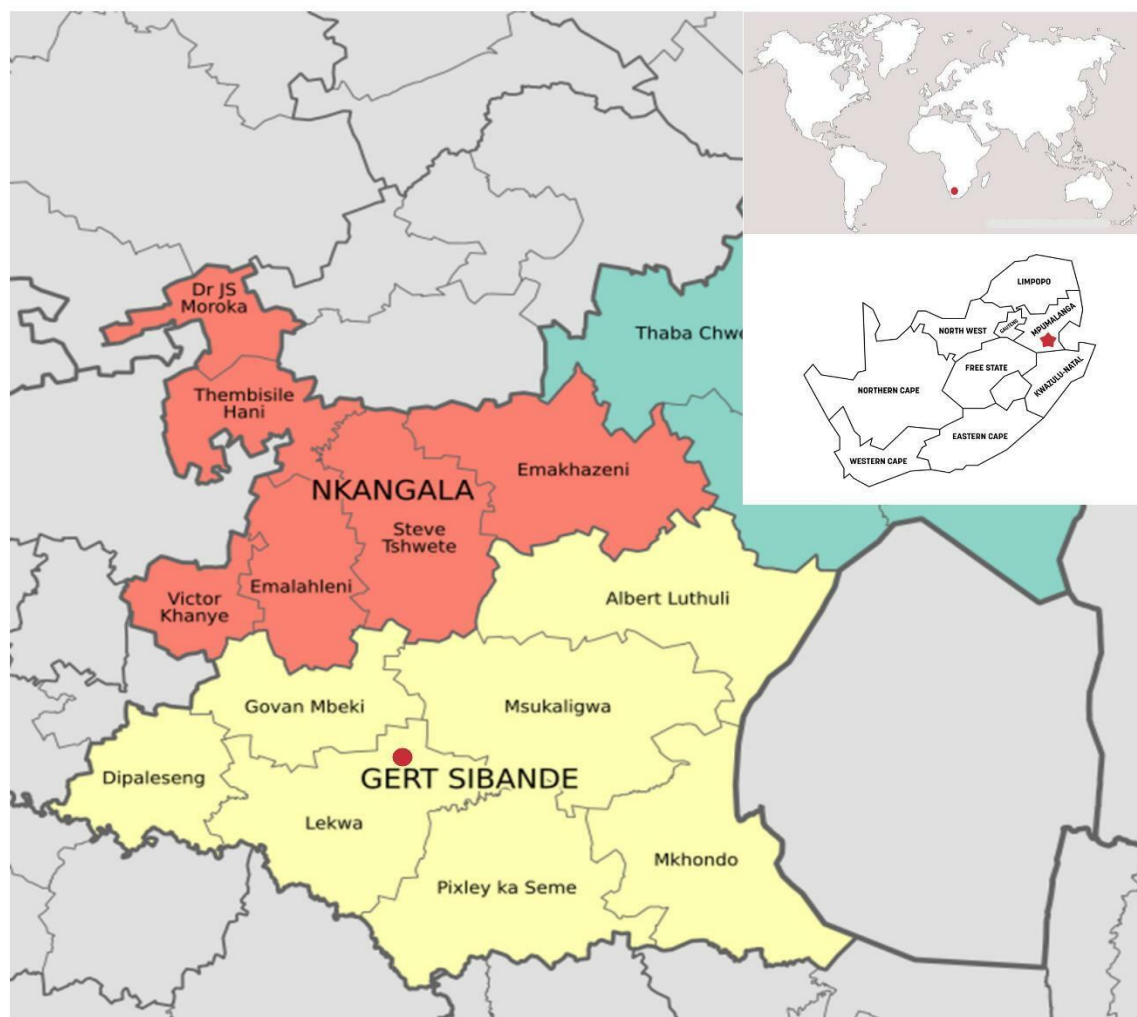 Dr JS
Moroka
Thembisile
Hani
NKANGALA
Emakhazeni
Steve
Tshwete
Victor
Khanye
Emalahleni
Thaba Chwe
Albert Luthuli
Govan Mbeki
Msukaligwa
Dipaleseng
GERT SIBANDE
Lekwa
Pixley ka Seme
Mkhondo
LIMPOPO
NORTH WEST
GAUTENG
MPUMALANGA
FREE STATE
KWAZULU-NATAL
NORTHERN CAPE
EASTERN CAPE
WESTERN CAPE